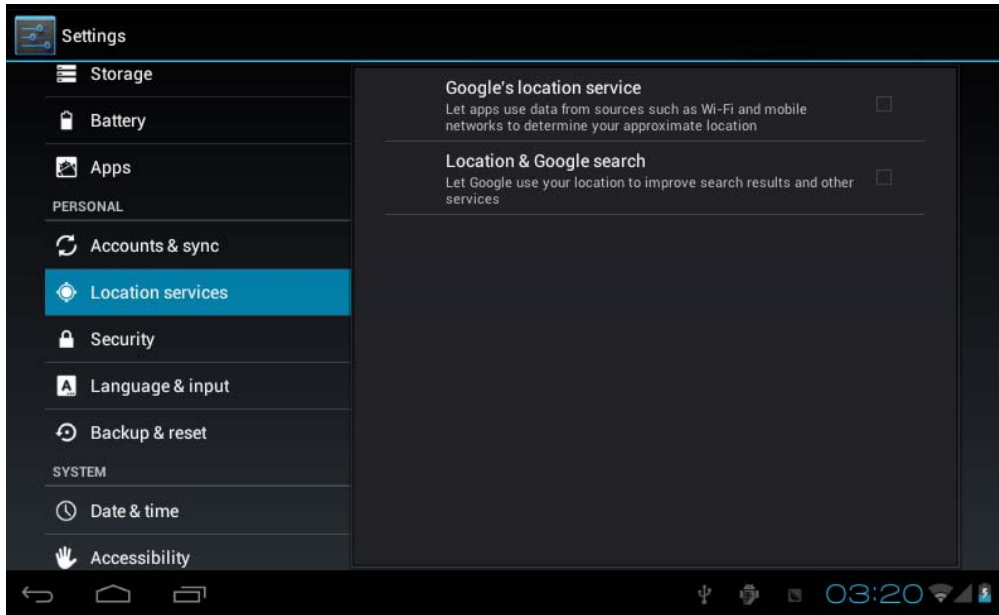 Settings
Storage
Battery
Apps
PERSONAL
Accounts & sync
Location services
Security
Language & input
Backup & reset
SYSTEM
Date & time
Accessibility
Google's location service
Let apps use data from sources such as Wi-Fi and mobile
networks to determine your approximate location
Location & Google search
Let Google use your location to improve search results and other
services
03:20